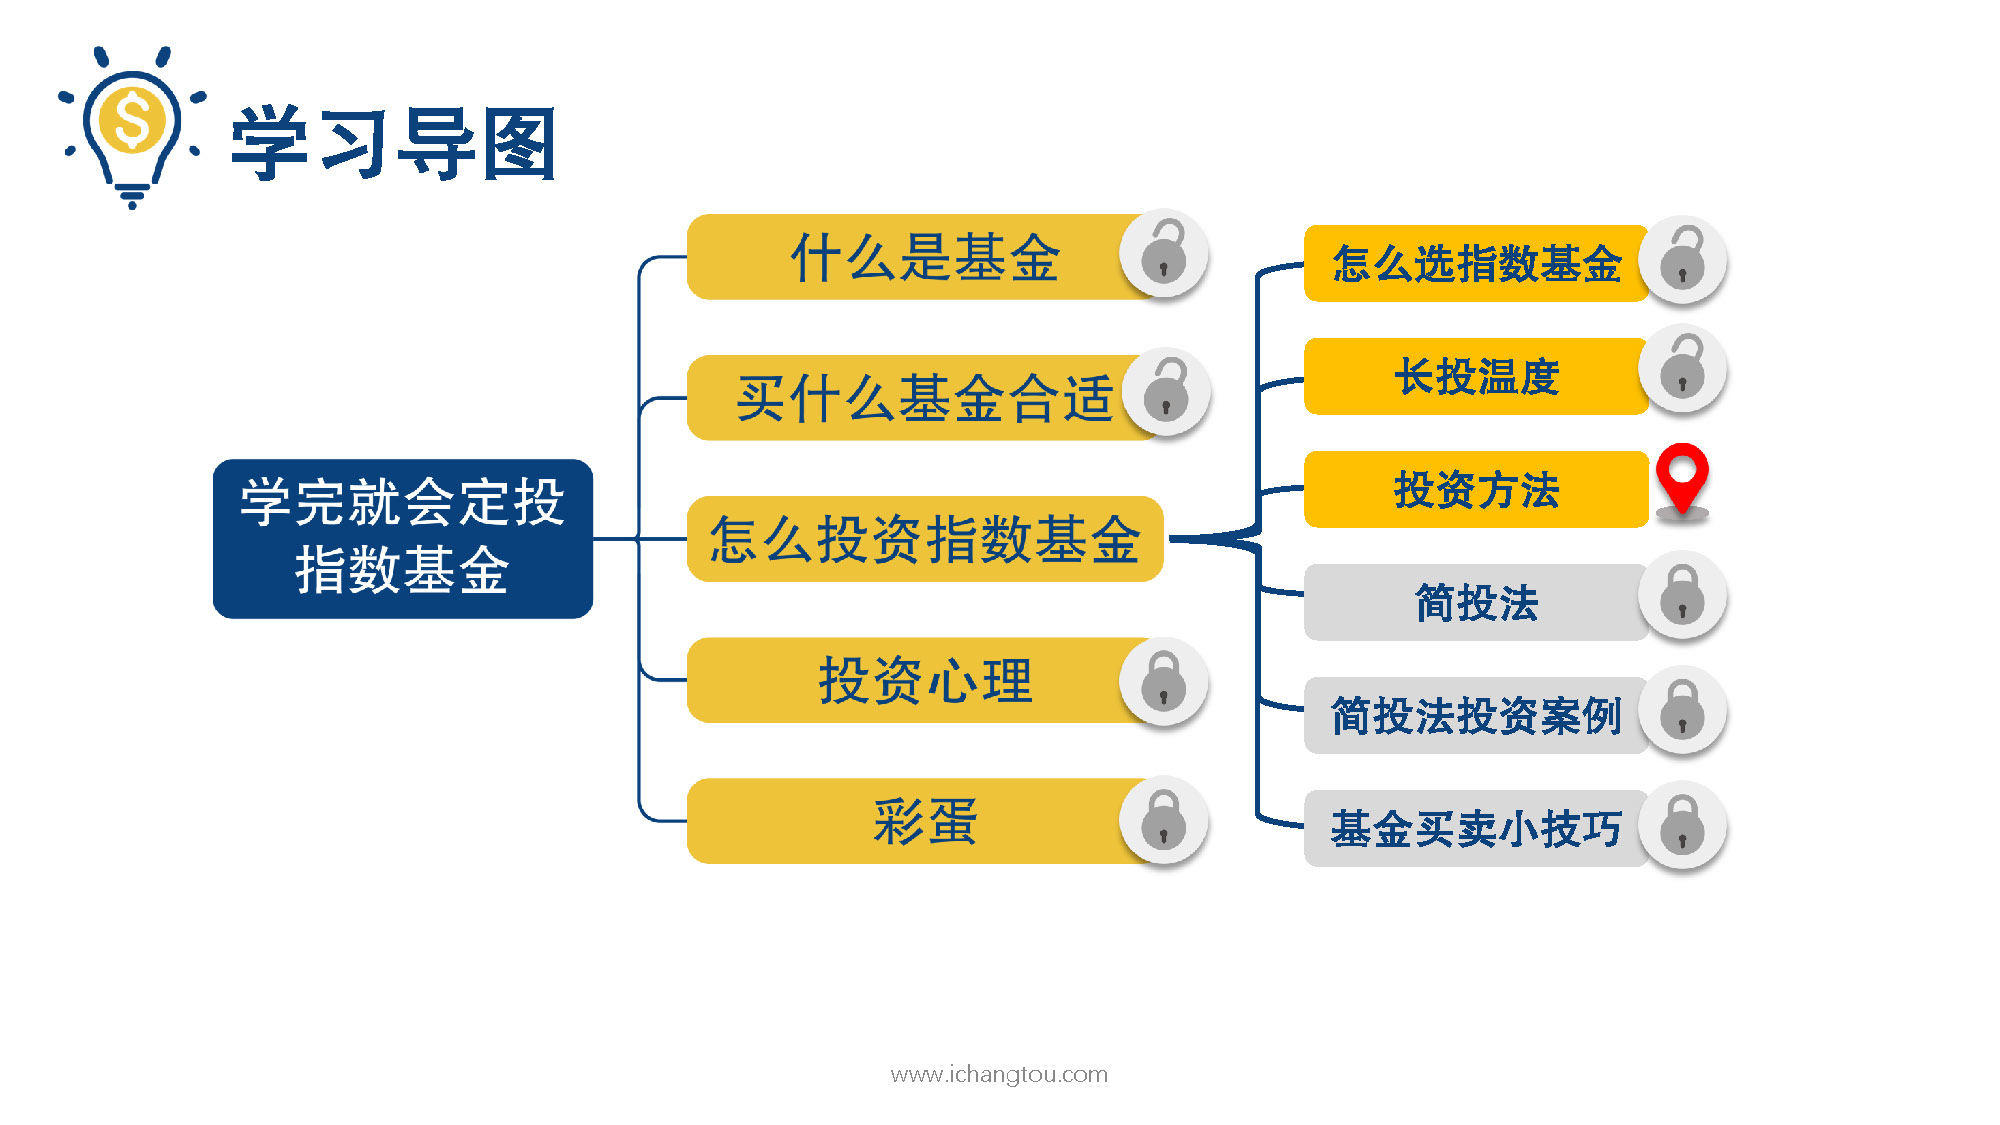 学习导图
学完就会定投
指数基金
什么是基金
买什么基金合适
怎么投资指数基金
投资心理
彩蛋
怎么选指数基金
长投温度
投资方法
简投法
简投法投资案例
基金买卖小技巧
www.ichangtou.com